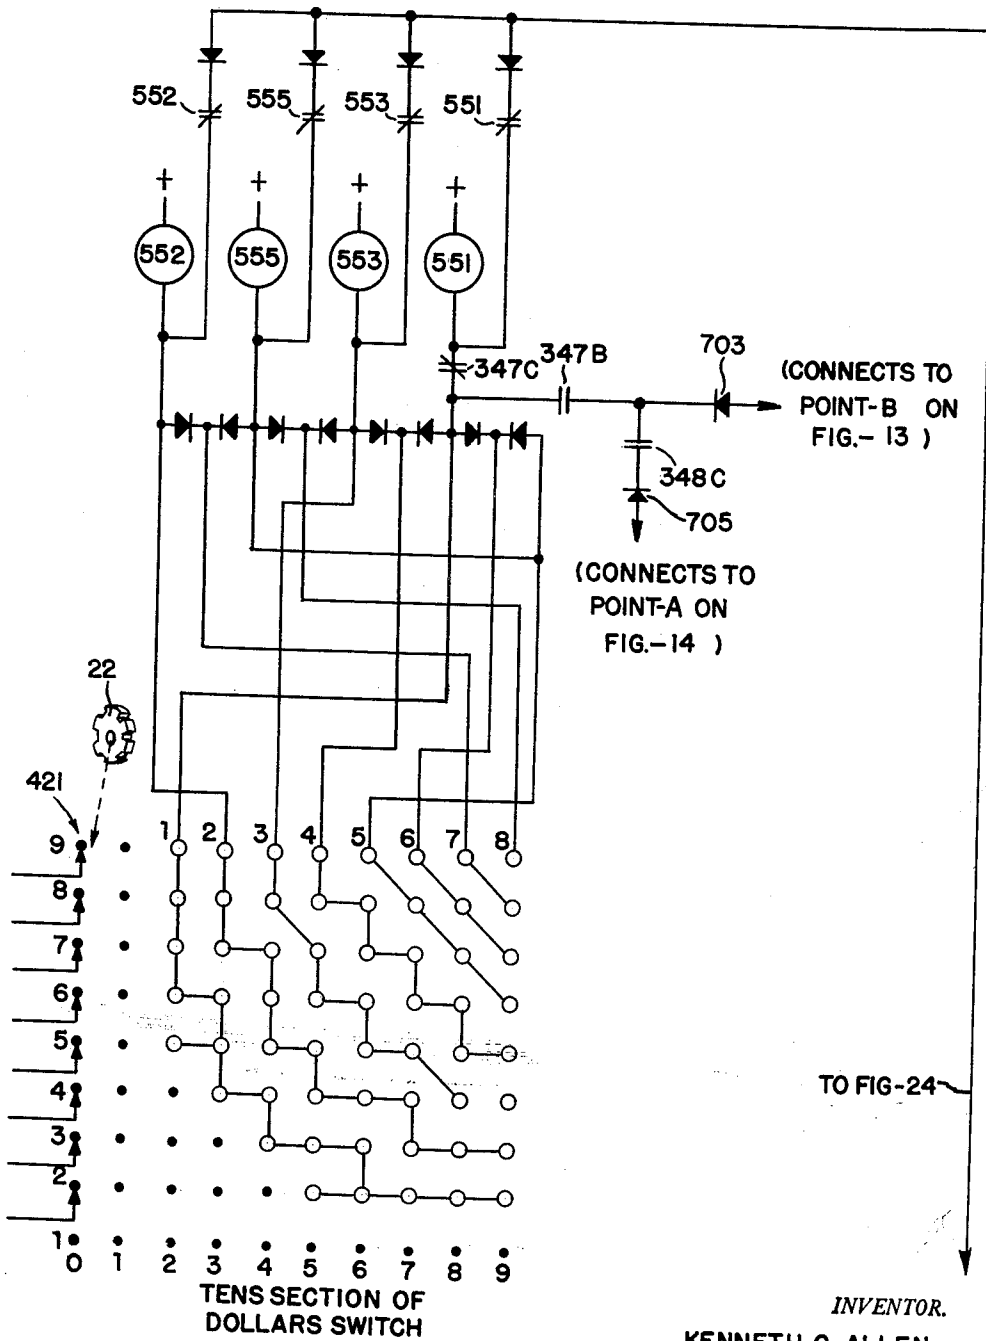 552 555 553 551
+ + + +
552 555 553 551
347C 347B 703
(CONNECTS TO
POINT-B ON
FIG.-13 )
348C
705
(CONNECTS TO
POINT-A ON
FIG.-14 )
22
421
9 1 2 3 4 5 6 7 8
8
7
6
5
4
TO FIG-24
3
2
1
0 1 2 3 4 5 6 7 8 9
TENS SECTION OF
DOLLARS SWITCH
INVENTOR.